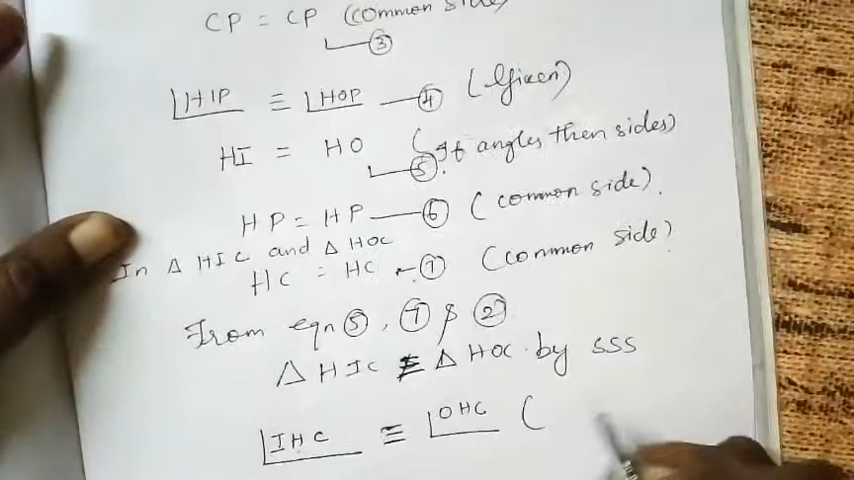 CP = CP (common side)
③
∠HIP ≡ ∠HOP — ④ (Given)
HI = HO (If angles then sides)
⑤.
HP = HP — ⑥ (common side).
In △ HIC and △ HOC
HC = HC — ⑦ (common side)
From eqn ⑤, ⑦ & ②
△ HIC ≡ △ HOC by SSS
∠IHC ≡ ∠OHC (